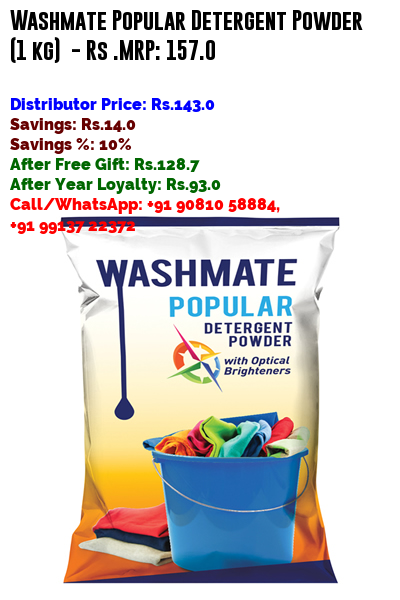 Washmate Popular Detergent Powder
(1 kg) - Rs .MRP: 157.0
Distributor Price: Rs.143.0
Savings: Rs.14.0
Savings %: 10%
After Free Gift: Rs.128.7
After Year Loyalty: Rs.93.0
Call/WhatsApp: +91 90810 58884,
+91 99137 22372
WASHMATE
POPULAR
DETERGENT
POWDER
with Optical
Brighteners